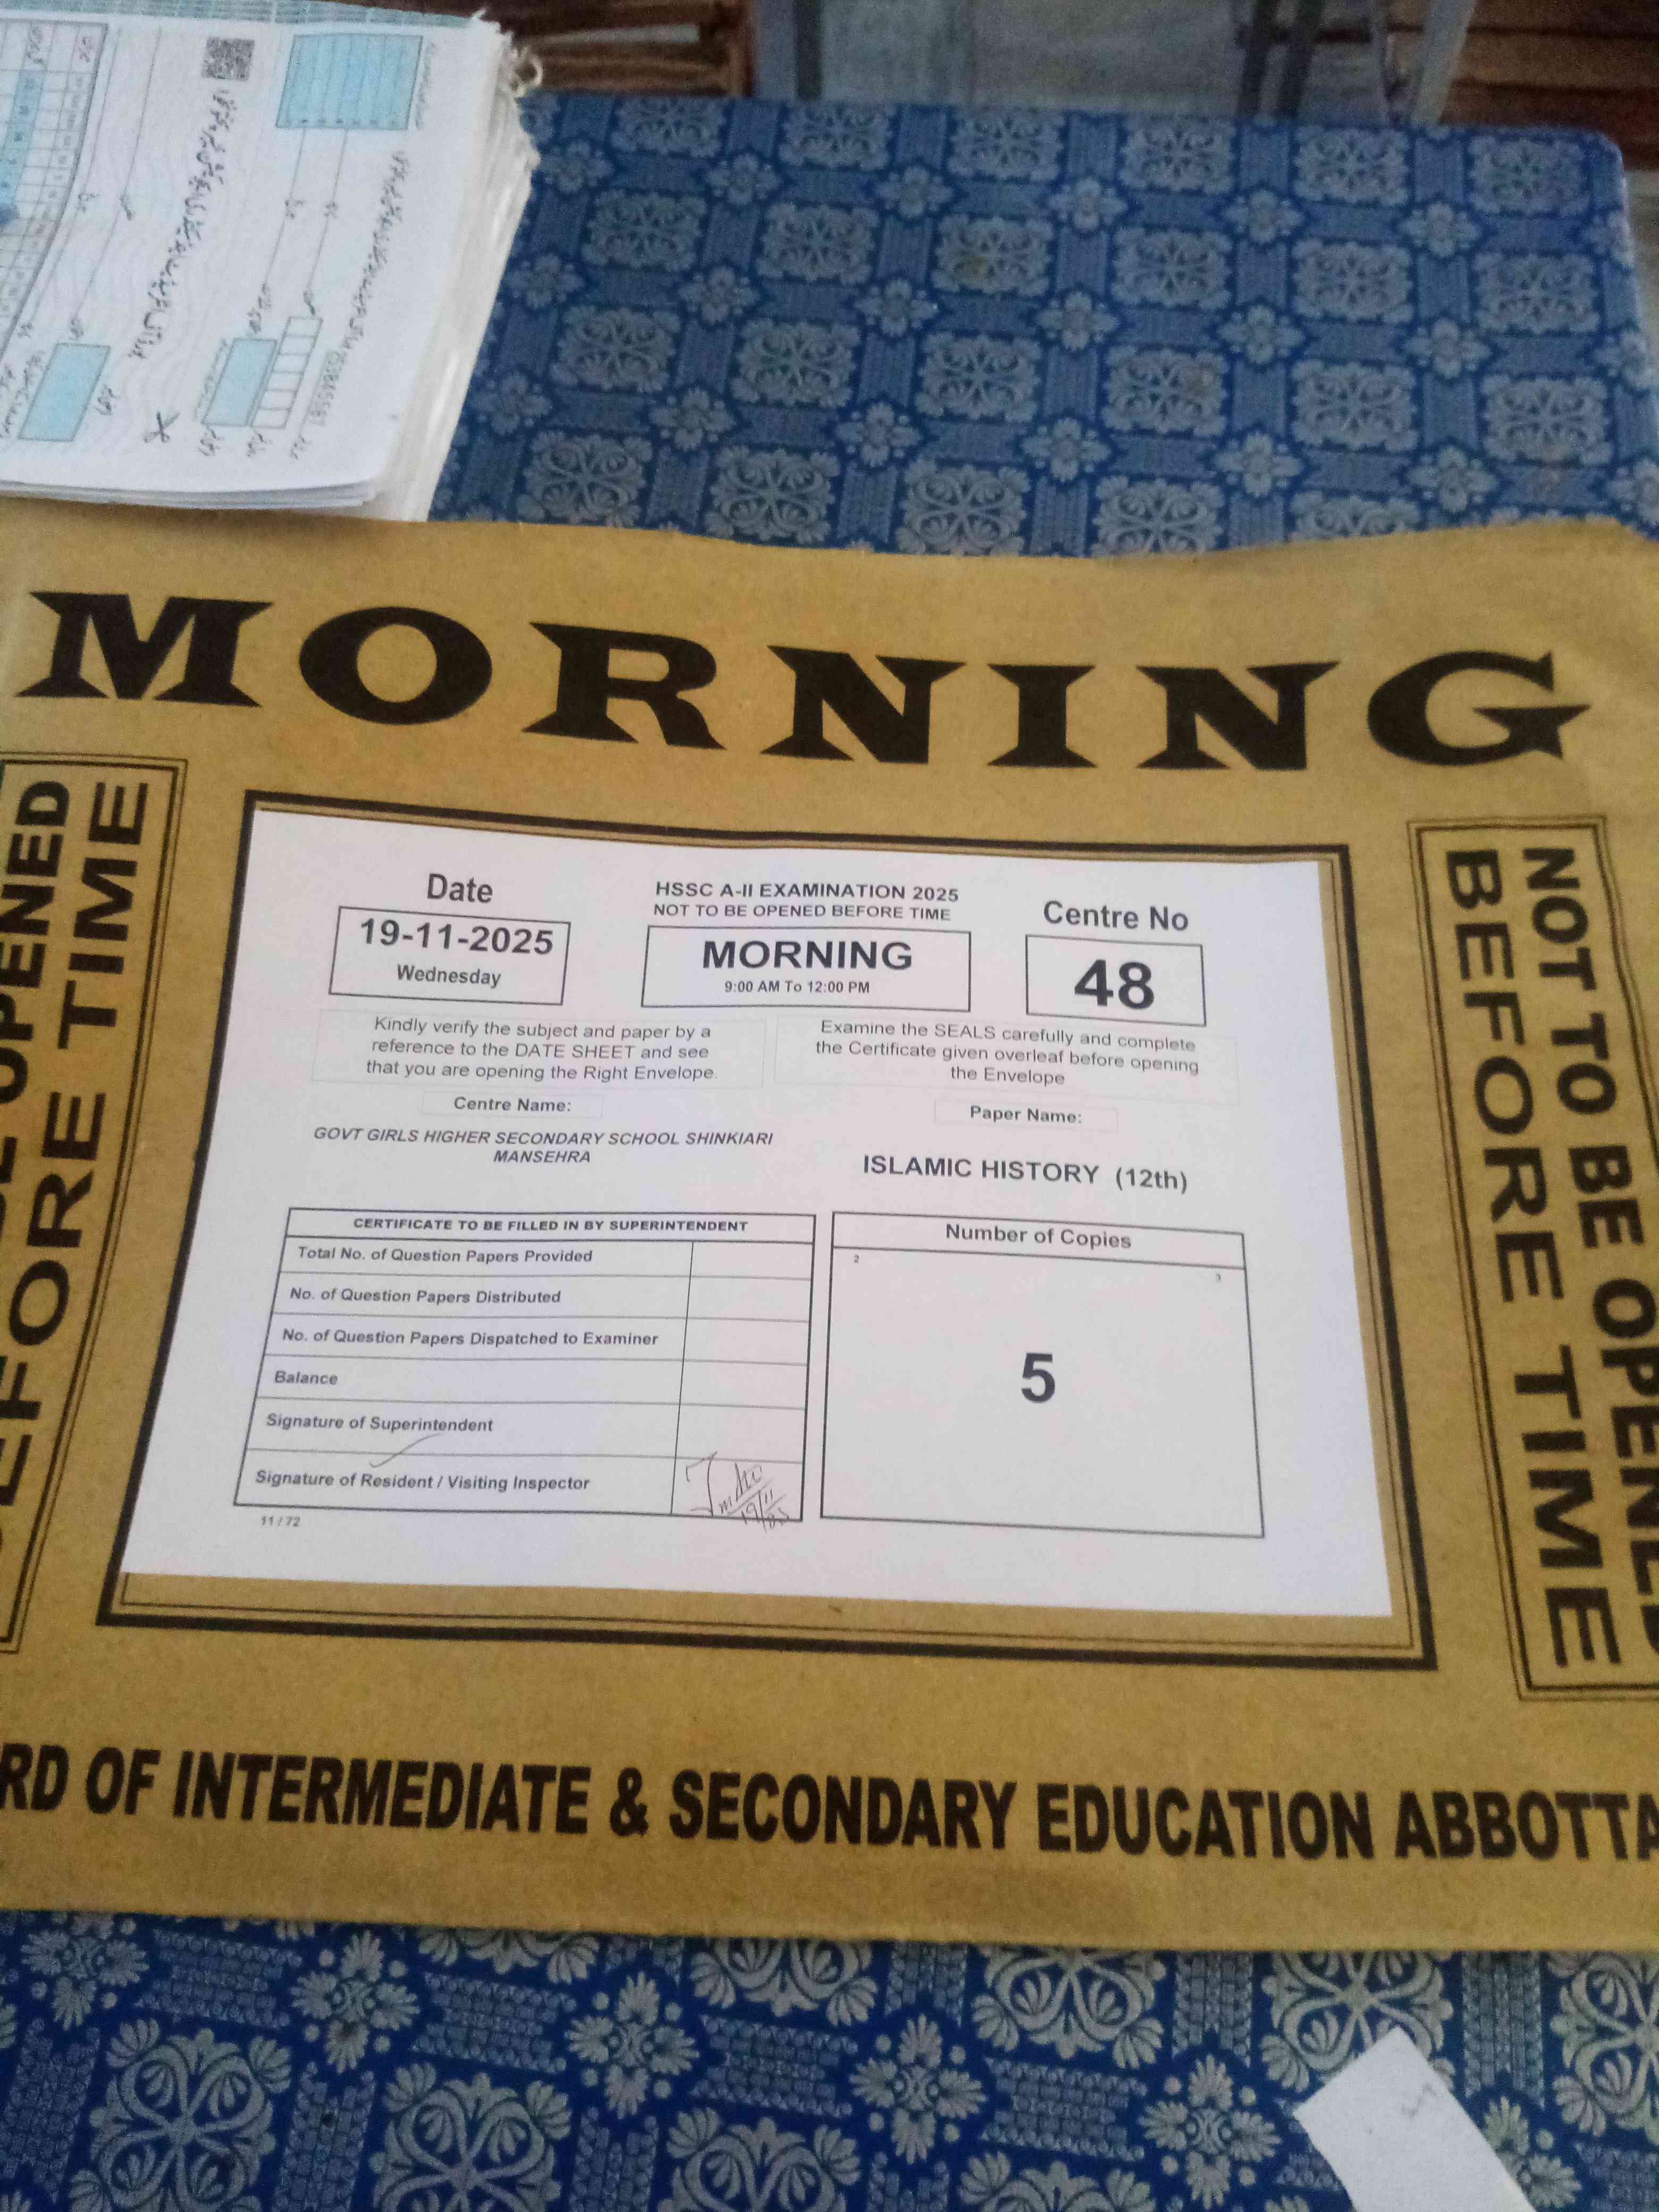 MORNING
OPENED
BEFORE TIME
NOT TO BE OPENED
BEFORE TIME
Date
19-11-2025
Wednesday
HSSC A-II EXAMINATION 2025
NOT TO BE OPENED BEFORE TIME
MORNING
9:00 AM To 12:00 PM
Centre No
48
Kindly verify the subject and paper by a
reference to the DATE SHEET and see
that you are opening the Right Envelope.
Examine the SEALS carefully and complete
the Certificate given overleaf before opening
the Envelope
Centre Name:
GOVT GIRLS HIGHER SECONDARY SCHOOL SHINKIARI
MANSEHRA
Paper Name:
ISLAMIC HISTORY (12th)
CERTIFICATE TO BE FILLED IN BY SUPERINTENDENT
Total No. of Question Papers Provided
No. of Question Papers Distributed
No. of Question Papers Dispatched to Examiner
Balance
Signature of Superintendent
Signature of Resident / Visiting Inspector
19/11
Number of Copies
2
3
5
11 / 72
RD OF INTERMEDIATE & SECONDARY EDUCATION ABBOTTA